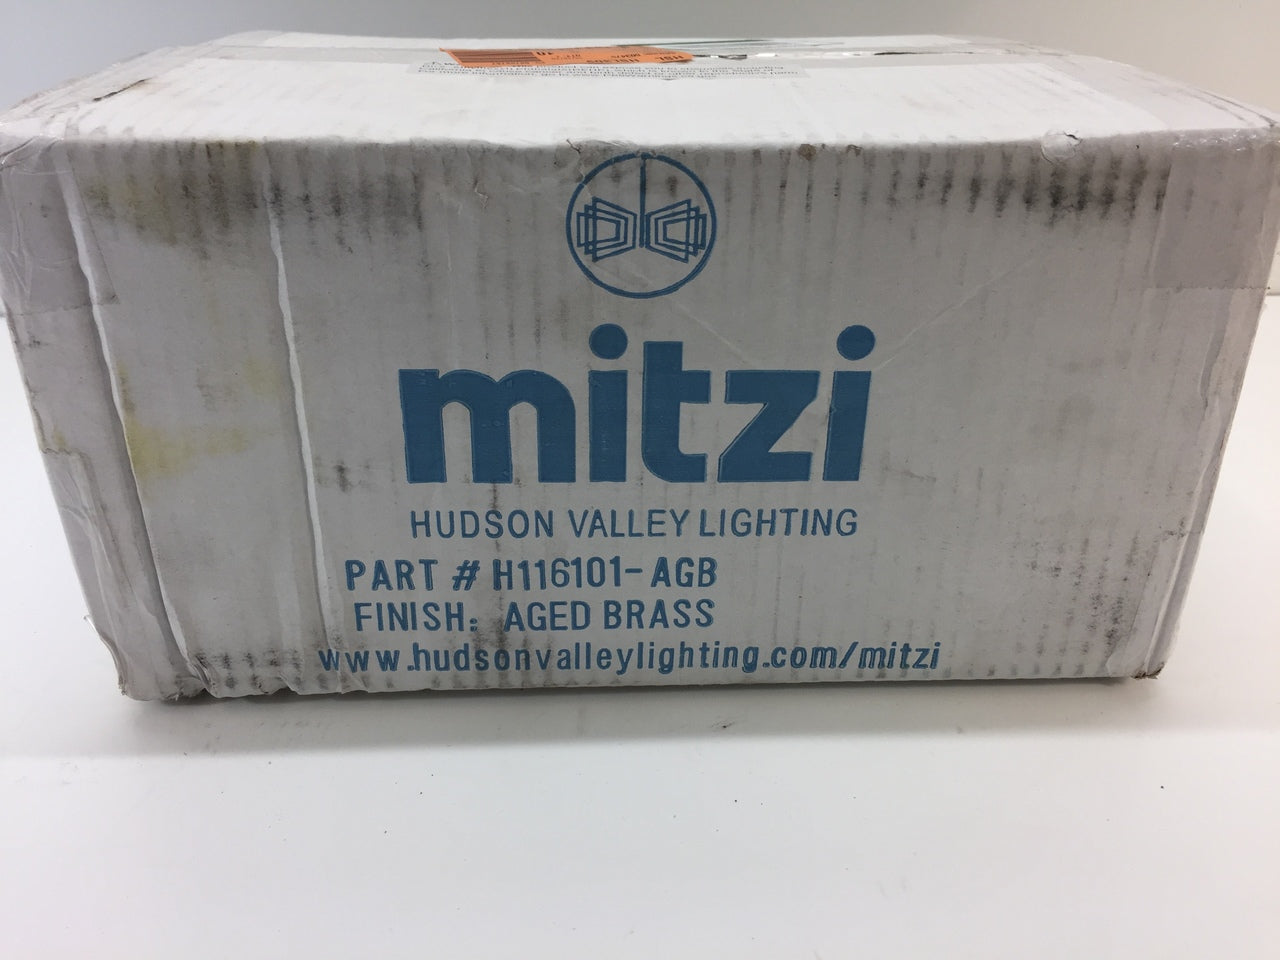 mitzi
HUDSON VALLEY LIGHTING
PART # H116101-AGB
FINISH: AGED BRASS
www.hudsonvalleylighting.com/mitzi